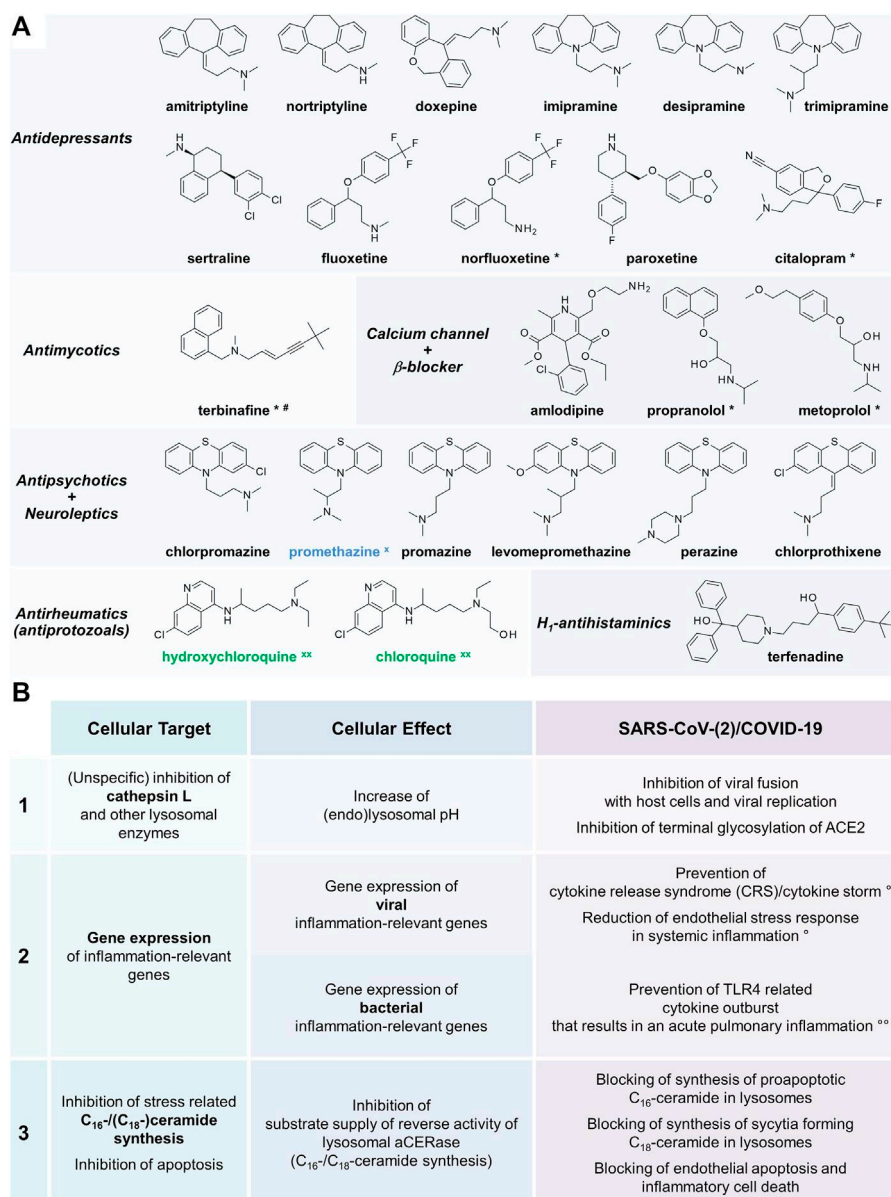 A
Antidepressants
amitriptyline
nortriptyline
doxepine
imipramine
desipramine
trimipramine
sertraline
fluoxetine
norfluoxetine *
paroxetine
citalopram *
Antimycotics
terbinafine * #
Calcium channel
+
β-blocker
amlodipine
propranolol *
metoprolol *
Antipsychotics
+
Neuroleptics
chlorpromazine
promethazine x
promazine
levomepromethazine
perazine
chlorprothixene
Antirheumatics
(antiprotozoals)
hydroxychloroquine xx
chloroquine xx
H1-antihistaminics
terfenadine
B
Cellular Target
Cellular Effect
SARS-CoV-(2)/COVID-19
1
(Unspecific) inhibition of
cathepsin L
and other lysosomal
enzymes
Increase of
(endo)lysosomal pH
Inhibition of viral fusion
with host cells and viral replication
Inhibition of terminal glycosylation of ACE2
2
Gene expression
of inflammation-relevant
genes
Gene expression of
viral
inflammation-relevant genes
Prevention of
cytokine release syndrome (CRS)/cytokine storm °
Reduction of endothelial stress response
in systemic inflammation °
Gene expression of
bacterial
inflammation-relevant genes
Prevention of TLR4 related
cytokine outburst
that results in an acute pulmonary inflammation °°
3
Inhibition of stress related
C16-/(C18-)ceramide
synthesis
Inhibition of apoptosis
Inhibition of
substrate supply of reverse activity of
lysosomal aCERase
(C16-/C18-ceramide synthesis)
Blocking of synthesis of proapoptotic
C16-ceramide in lysosomes
Blocking of synthesis of sycytia forming
C18-ceramide in lysosomes
Blocking of endothelial apoptosis and
inflammatory cell death